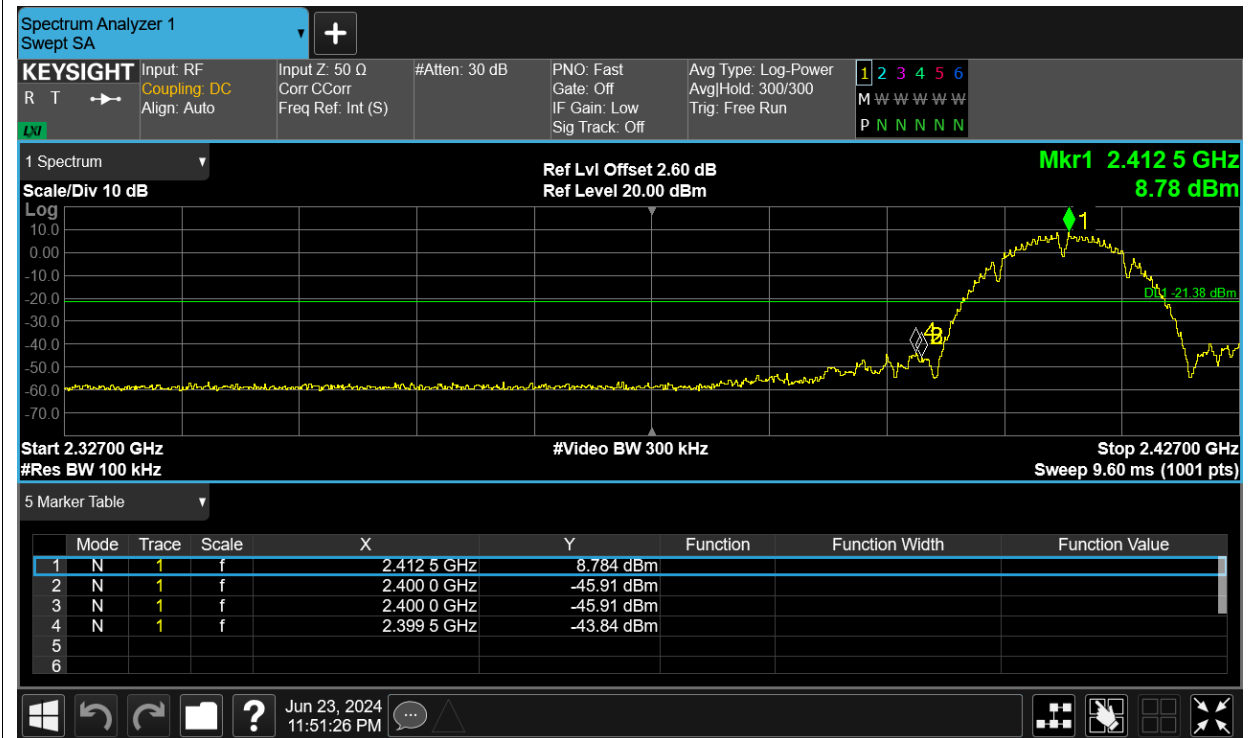 Spectrum Analyzer 1
Swept SA
KEYSIGHT Input: RF Input Z: 50 Ω #Atten: 30 dB PNO: Fast Avg Type: Log-Power 1 2 3 4 5 6
R T Coupling: DC Corr CCorr Gate: Off Avg|Hold: 300/300 M W W W W W
Align: Auto Freq Ref: Int (S) IF Gain: Low Trig: Free Run
LXI Sig Track: Off P N N N N N
1 Spectrum Ref Lvl Offset 2.60 dB Mkr1 2.412 5 GHz
Scale/Div 10 dB Ref Level 20.00 dBm 8.78 dBm
Log
1
10.0
0.00
-10.0
-20.0
DL1 -21.38 dBm
-30.0
4
-40.0
-50.0
-60.0
-70.0
Start 2.32700 GHz #Video BW 300 kHz Stop 2.42700 GHz
#Res BW 100 kHz Sweep 9.60 ms (1001 pts)
5 Marker Table
Mode Trace Scale X Y Function Function Width Function Value
1 N 1 f 2.412 5 GHz 8.784 dBm
2 N 1 f 2.400 0 GHz -45.91 dBm
3 N 1 f 2.400 0 GHz -45.91 dBm
4 N 1 f 2.399 5 GHz -43.84 dBm
5
6
? Jun 23, 2024
11:51:26 PM